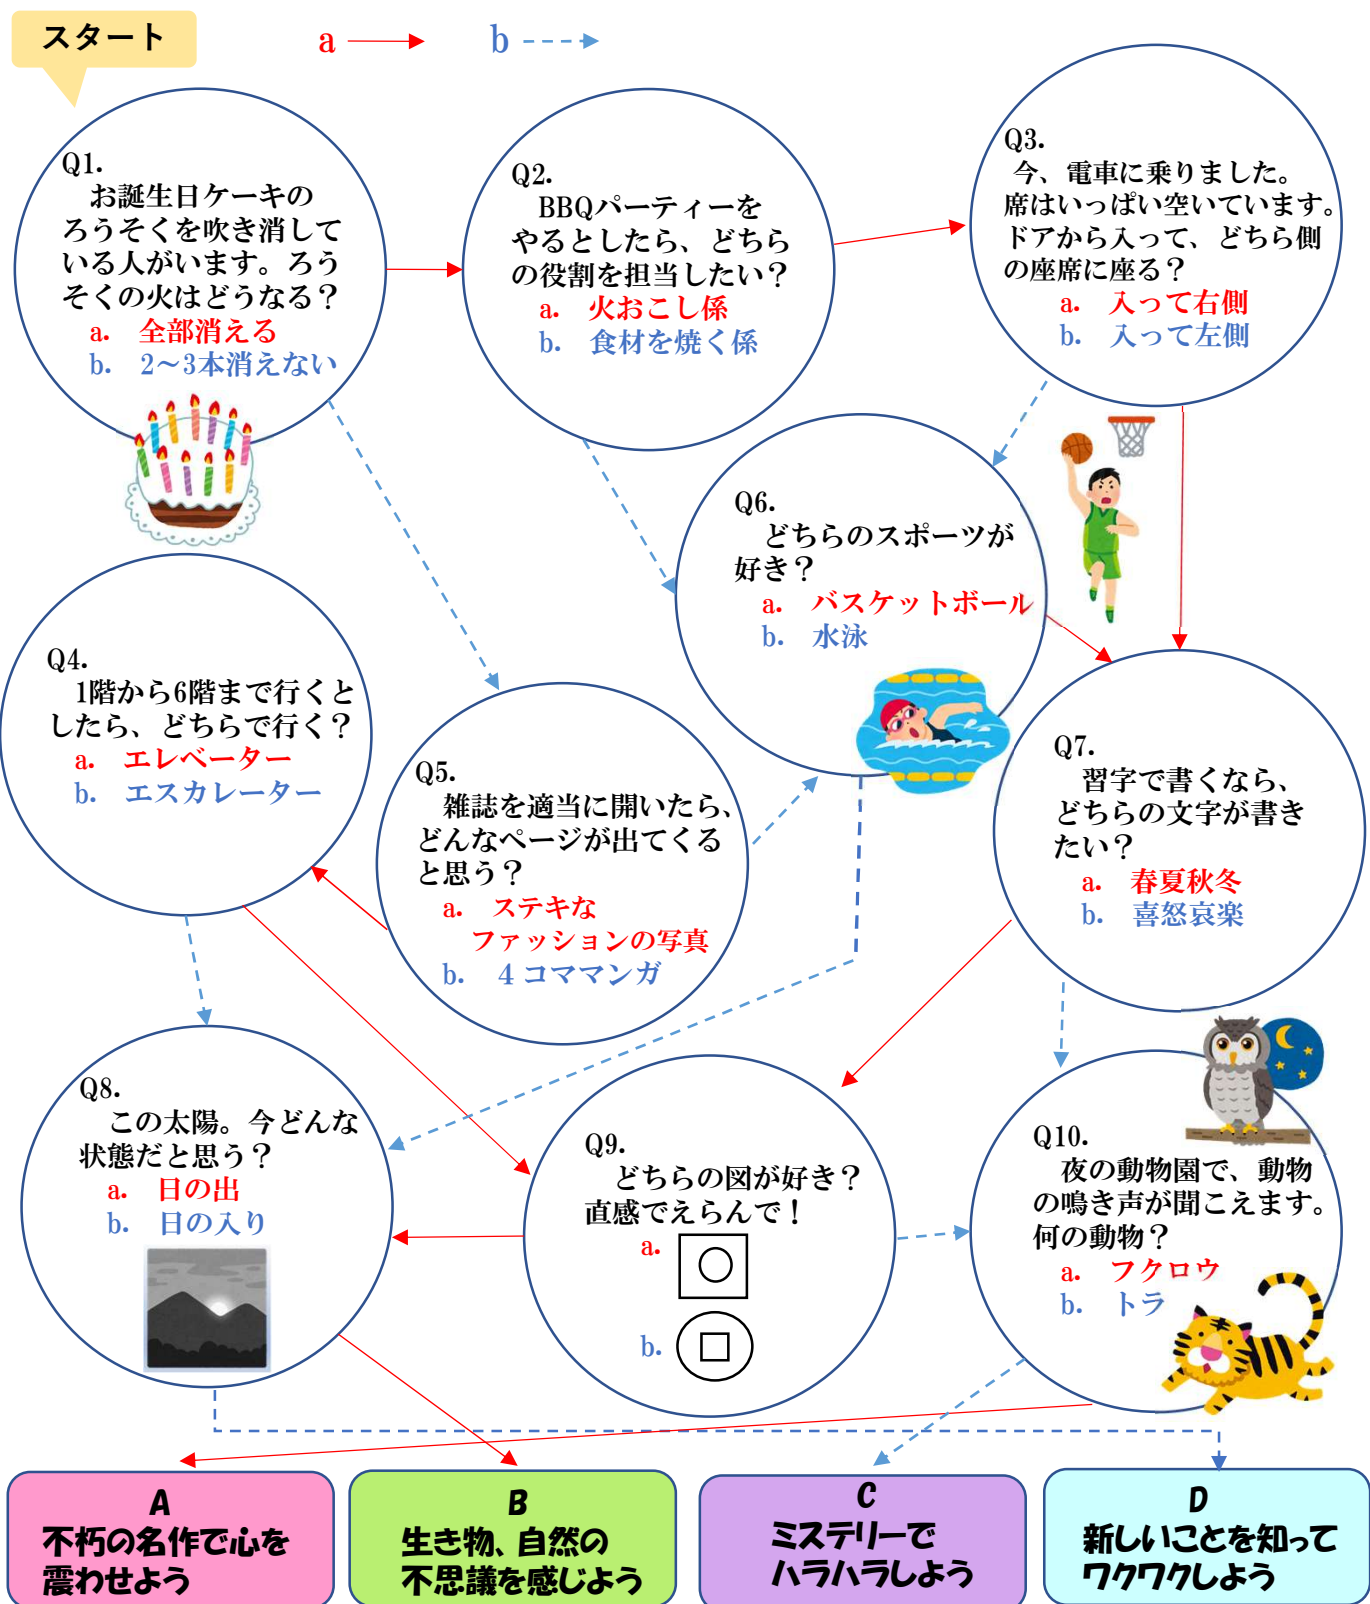 スタート
a
b
Q1.
お誕生日ケーキの
ろうそくを吹き消して
いる人がいます。ろう
そくの火はどうなる？
a. 全部消える
b. 2～3本消えない
Q2.
BBQパーティーを
やるとしたら、どちら
の役割を担当したい？
a. 火おこし係
b. 食材を焼く係
Q3.
今、電車に乗りました。
席はいっぱい空いています。
ドアから入って、どちら側
の座席に座る？
a. 入って右側
b. 入って左側
Q4.
1階から6階まで行くと
したら、どちらで行く？
a. エレベーター
b. エスカレーター
Q5.
雑誌を適当に開いたら、
どんなページが出てくる
と思う？
a. ステキな
ファッションの写真
b. ４コママンガ
Q6.
どちらのスポーツが
好き？
a. バスケットボール
b. 水泳
Q7.
習字で書くなら、
どちらの文字が書き
たい？
a. 春夏秋冬
b. 喜怒哀楽
Q8.
この太陽。今どんな
状態だと思う？
a. 日の出
b. 日の入り
Q9.
どちらの図が好き？
直感でえらんで！
a.
b.
Q10.
夜の動物園で、動物
の鳴き声が聞こえます。
何の動物？
a. フクロウ
b. トラ
A
不朽の名作で心を
震わせよう
B
生き物、自然の
不思議を感じよう
C
ミステリーで
ハラハラしよう
D
新しいことを知って
ワクワクしよう